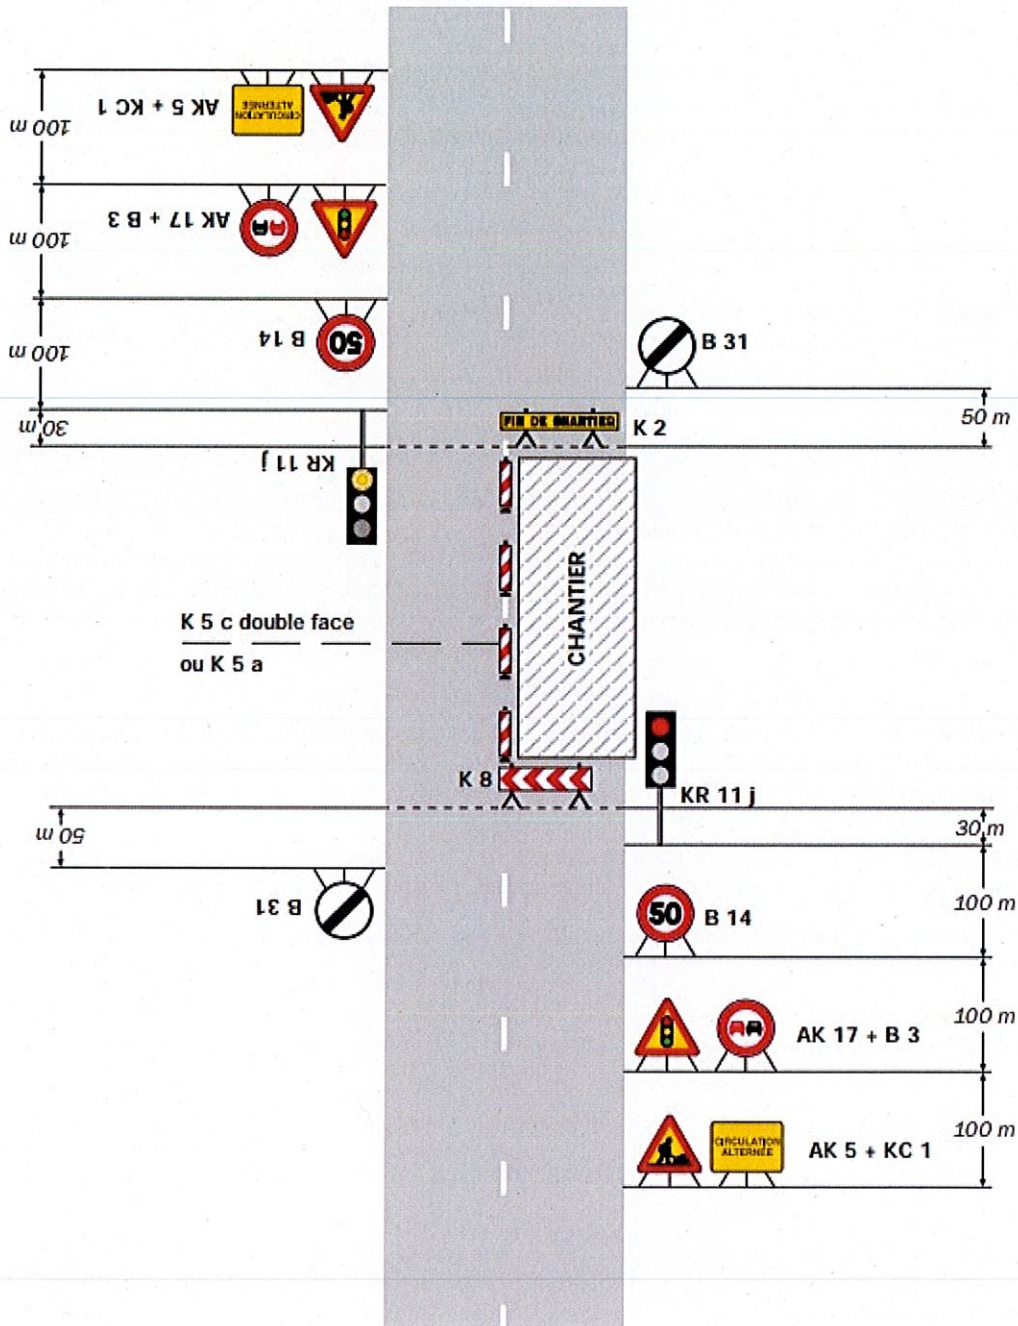 100 m
AK 5 + KC 1
CIRCULATION
ALTERNÉE
100 m
AK 17 + B 3
100 m
B 14
50
B 31
50 m
30 m
FIN DE CHANTIER
K 2
KR 11 j
CHANTIER
K 5 c double face
ou K 5 a
K 8
KR 11 j
30 m
50 m
B 31
50
B 14
100 m
AK 17 + B 3
100 m
CIRCULATION
ALTERNÉE
AK 5 + KC 1
100 m